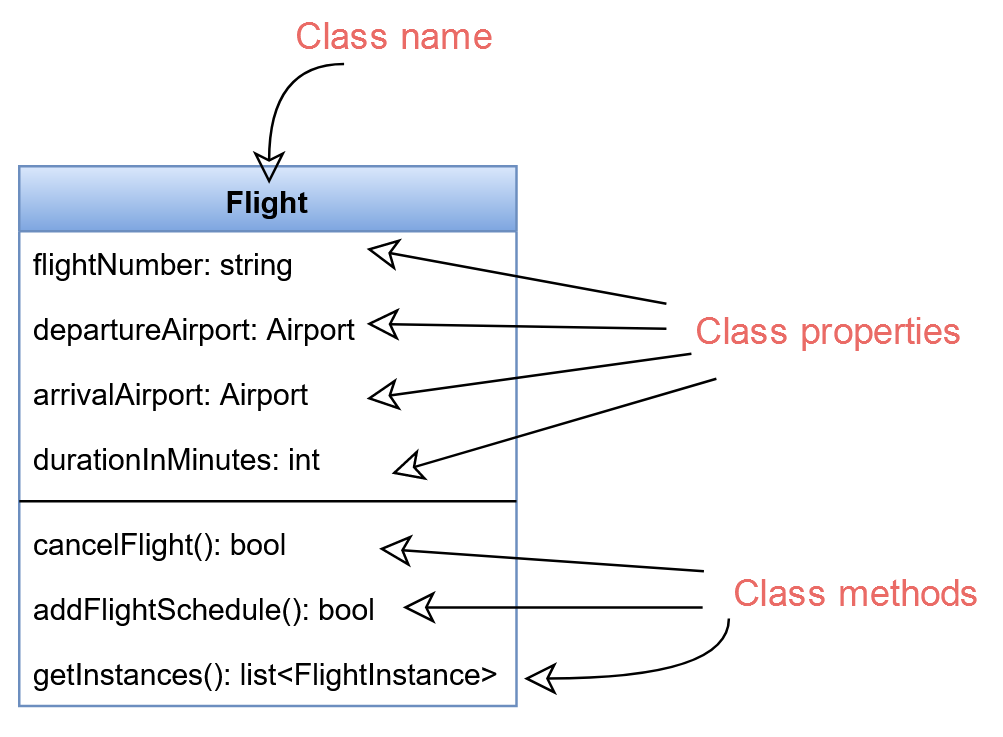 Class name
Flight
flightNumber: string
departureAirport: Airport
arrivalAirport: Airport
durationInMinutes: int
Class properties
cancelFlight(): bool
addFlightSchedule(): bool
getInstances(): list<FlightInstance>
Class methods